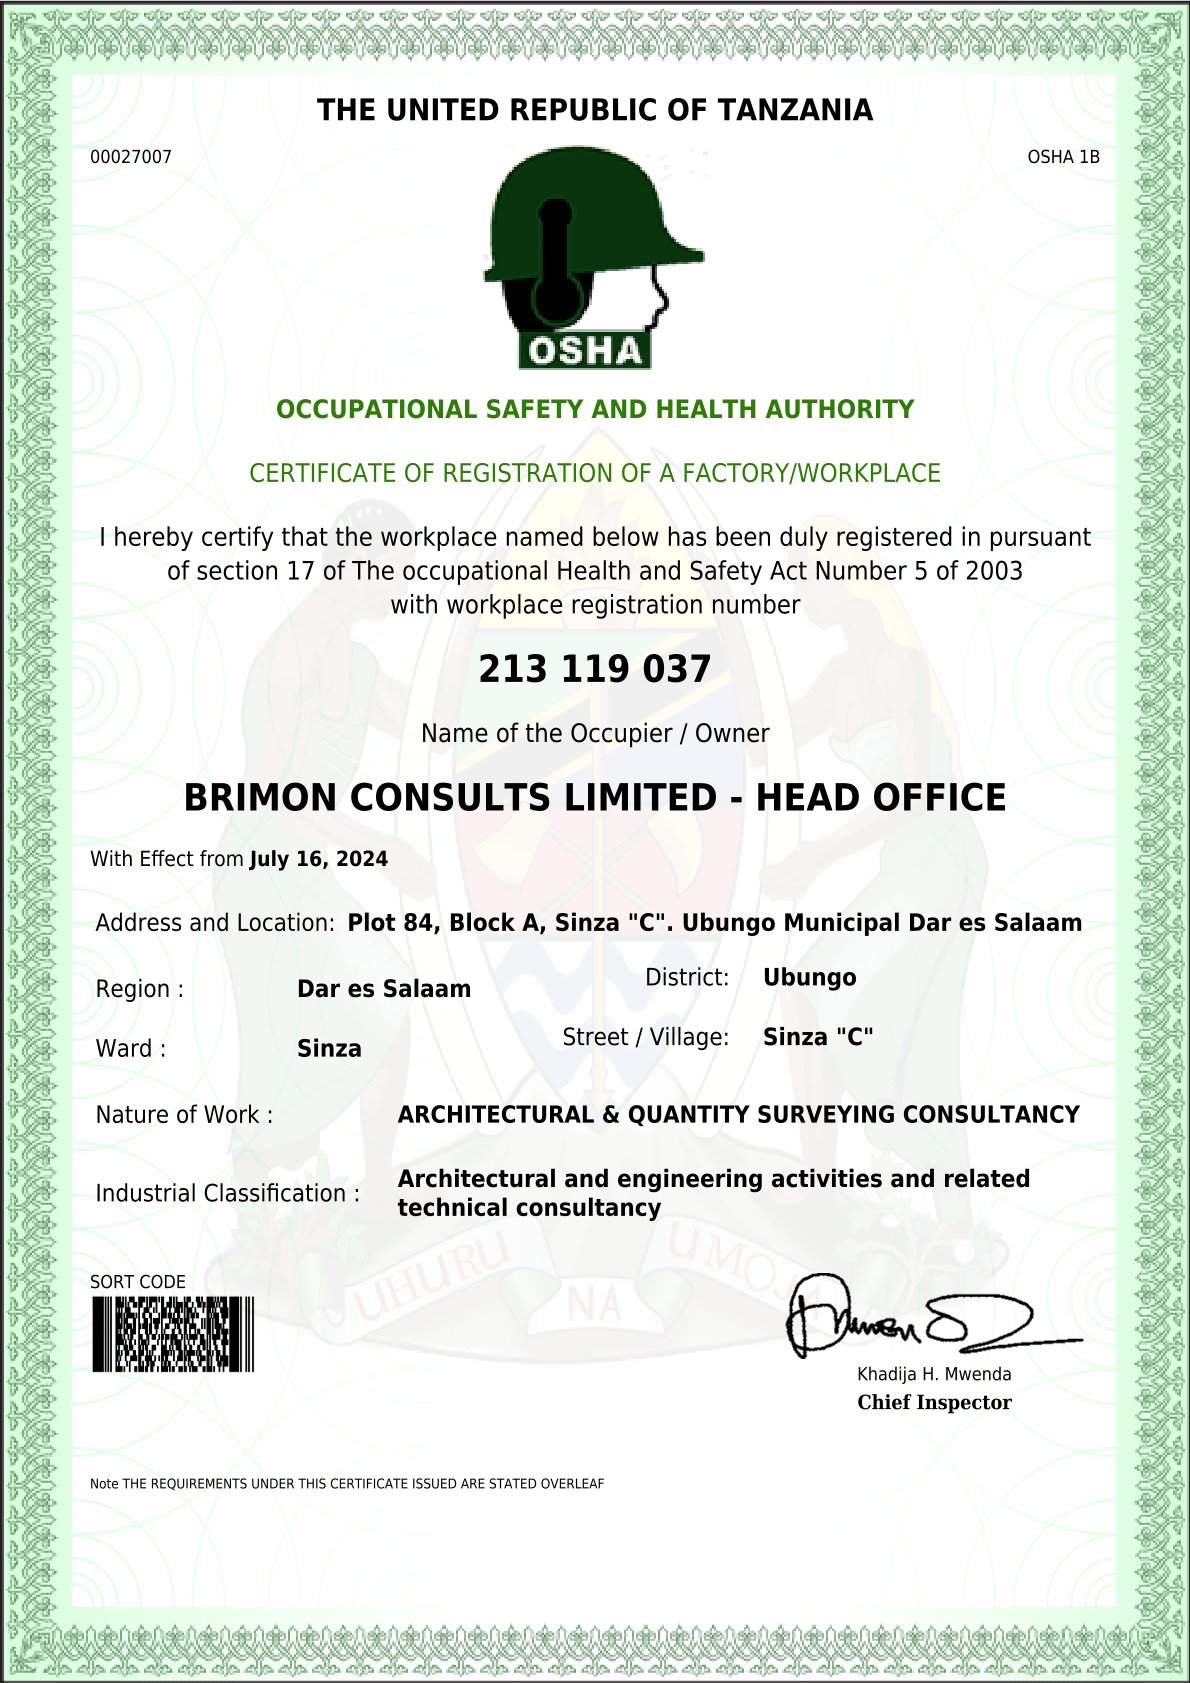 THE UNITED REPUBLIC OF TANZANIA
00027007
OSHA 1B
OSHA
OCCUPATIONAL SAFETY AND HEALTH AUTHORITY
CERTIFICATE OF REGISTRATION OF A FACTORY/WORKPLACE
I hereby certify that the workplace named below has been duly registered in pursuant
of section 17 of The occupational Health and Safety Act Number 5 of 2003
with workplace registration number
213 119 037
Name of the Occupier / Owner
BRIMON CONSULTS LIMITED - HEAD OFFICE
With Effect from July 16, 2024
Address and Location: Plot 84, Block A, Sinza "C". Ubungo Municipal Dar es Salaam
Region : Dar es Salaam
District: Ubungo
Ward : Sinza
Street / Village: Sinza "C"
Nature of Work : ARCHITECTURAL & QUANTITY SURVEYING CONSULTANCY
Industrial Classification : Architectural and engineering activities and related
technical consultancy
UHURU NA UMOJA
SORT CODE
Khadija H. Mwenda
Chief Inspector
Note THE REQUIREMENTS UNDER THIS CERTIFICATE ISSUED ARE STATED OVERLEAF